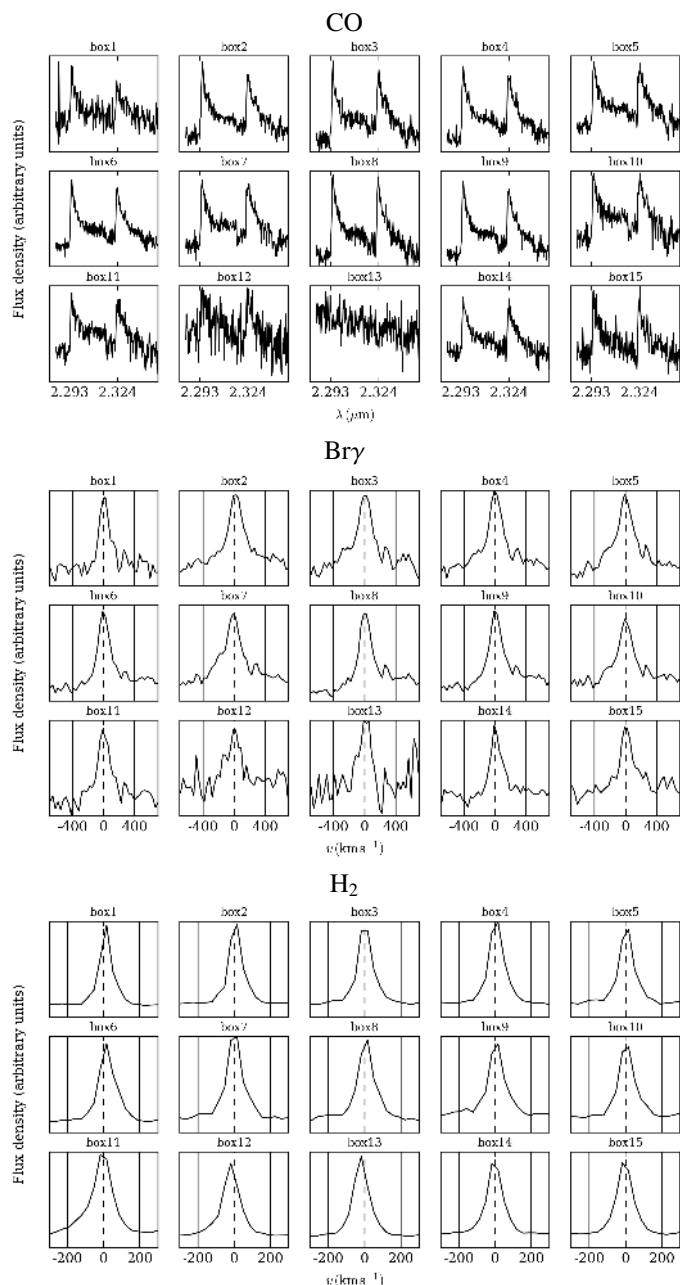 CO
box1 box2 box3 box4 box5
box6 box7 box8 box9 box10
box11 box12 box13 box14 box15
Flux density (arbitrary units)
2.293 2.324 2.293 2.324 2.293 2.324 2.293 2.324 2.293 2.324
λ (μm)
Brγ
box1 box2 box3 box4 box5
box6 box7 box8 box9 box10
box11 box12 box13 box14 box15
Flux density (arbitrary units)
-400 0 400 -400 0 400 -400 0 400 -400 0 400 -400 0 400
v (kms⁻¹)
H₂
box1 box2 box3 box4 box5
box6 box7 box8 box9 box10
box11 box12 box13 box14 box15
Flux density (arbitrary units)
-200 0 200 -200 0 200 -200 0 200 -200 0 200 -200 0 200
v (kms⁻¹)